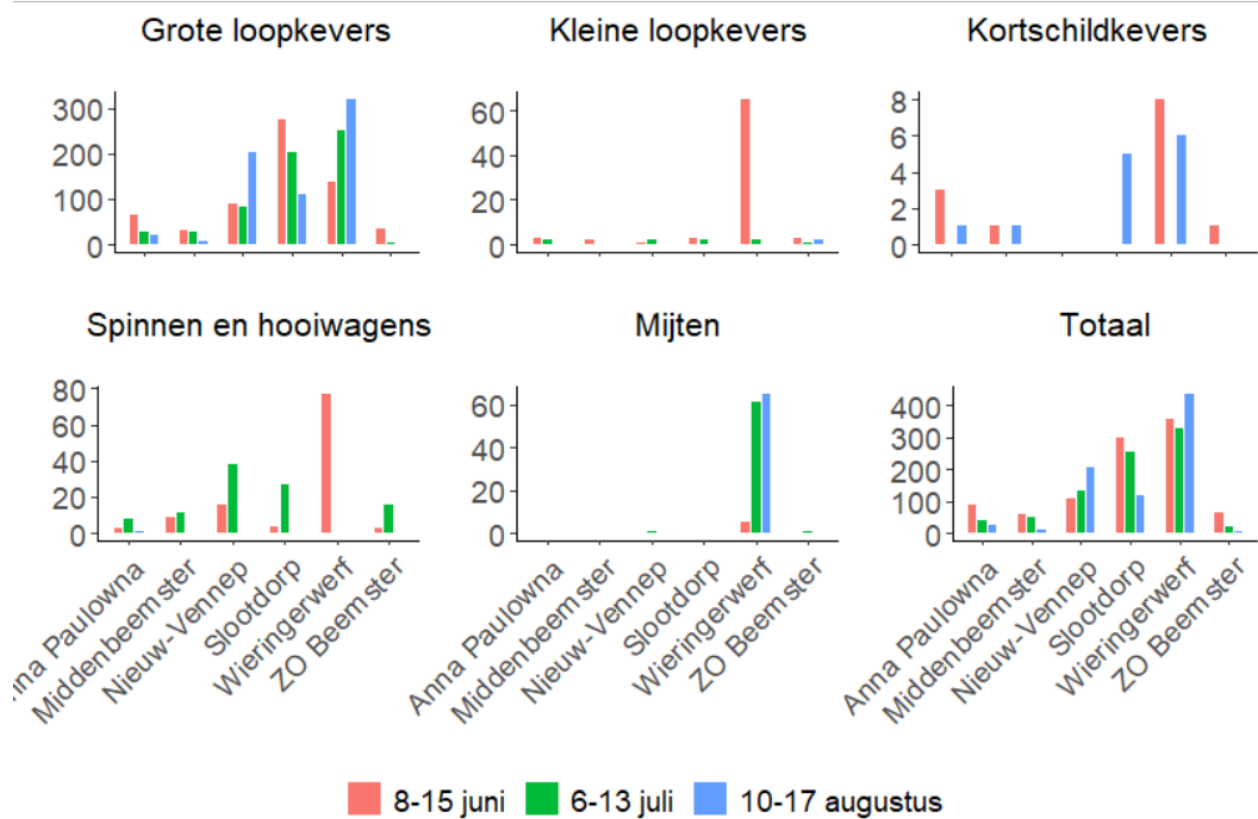 Grote loopkevers Kleine loopkevers Kortschildkevers
300
200
100
0
60
40
20
0
8
6
4
2
0
Spinnen en hooiwagens Mijten Totaal
80
60
40
20
0
60
40
20
0
400
300
200
100
0
nna Paulowna
Middenbeemster
Nieuw-Vennep
Slootdorp
Wieringerwerf
ZO Beemster
Anna Paulowna
Middenbeemster
Nieuw-Vennep
Slootdorp
Wieringerwerf
ZO Beemster
Anna Paulowna
Middenbeemster
Nieuw-Vennep
Slootdorp
Wieringerwerf
ZO Beemster
8-15 juni 6-13 juli 10-17 augustus